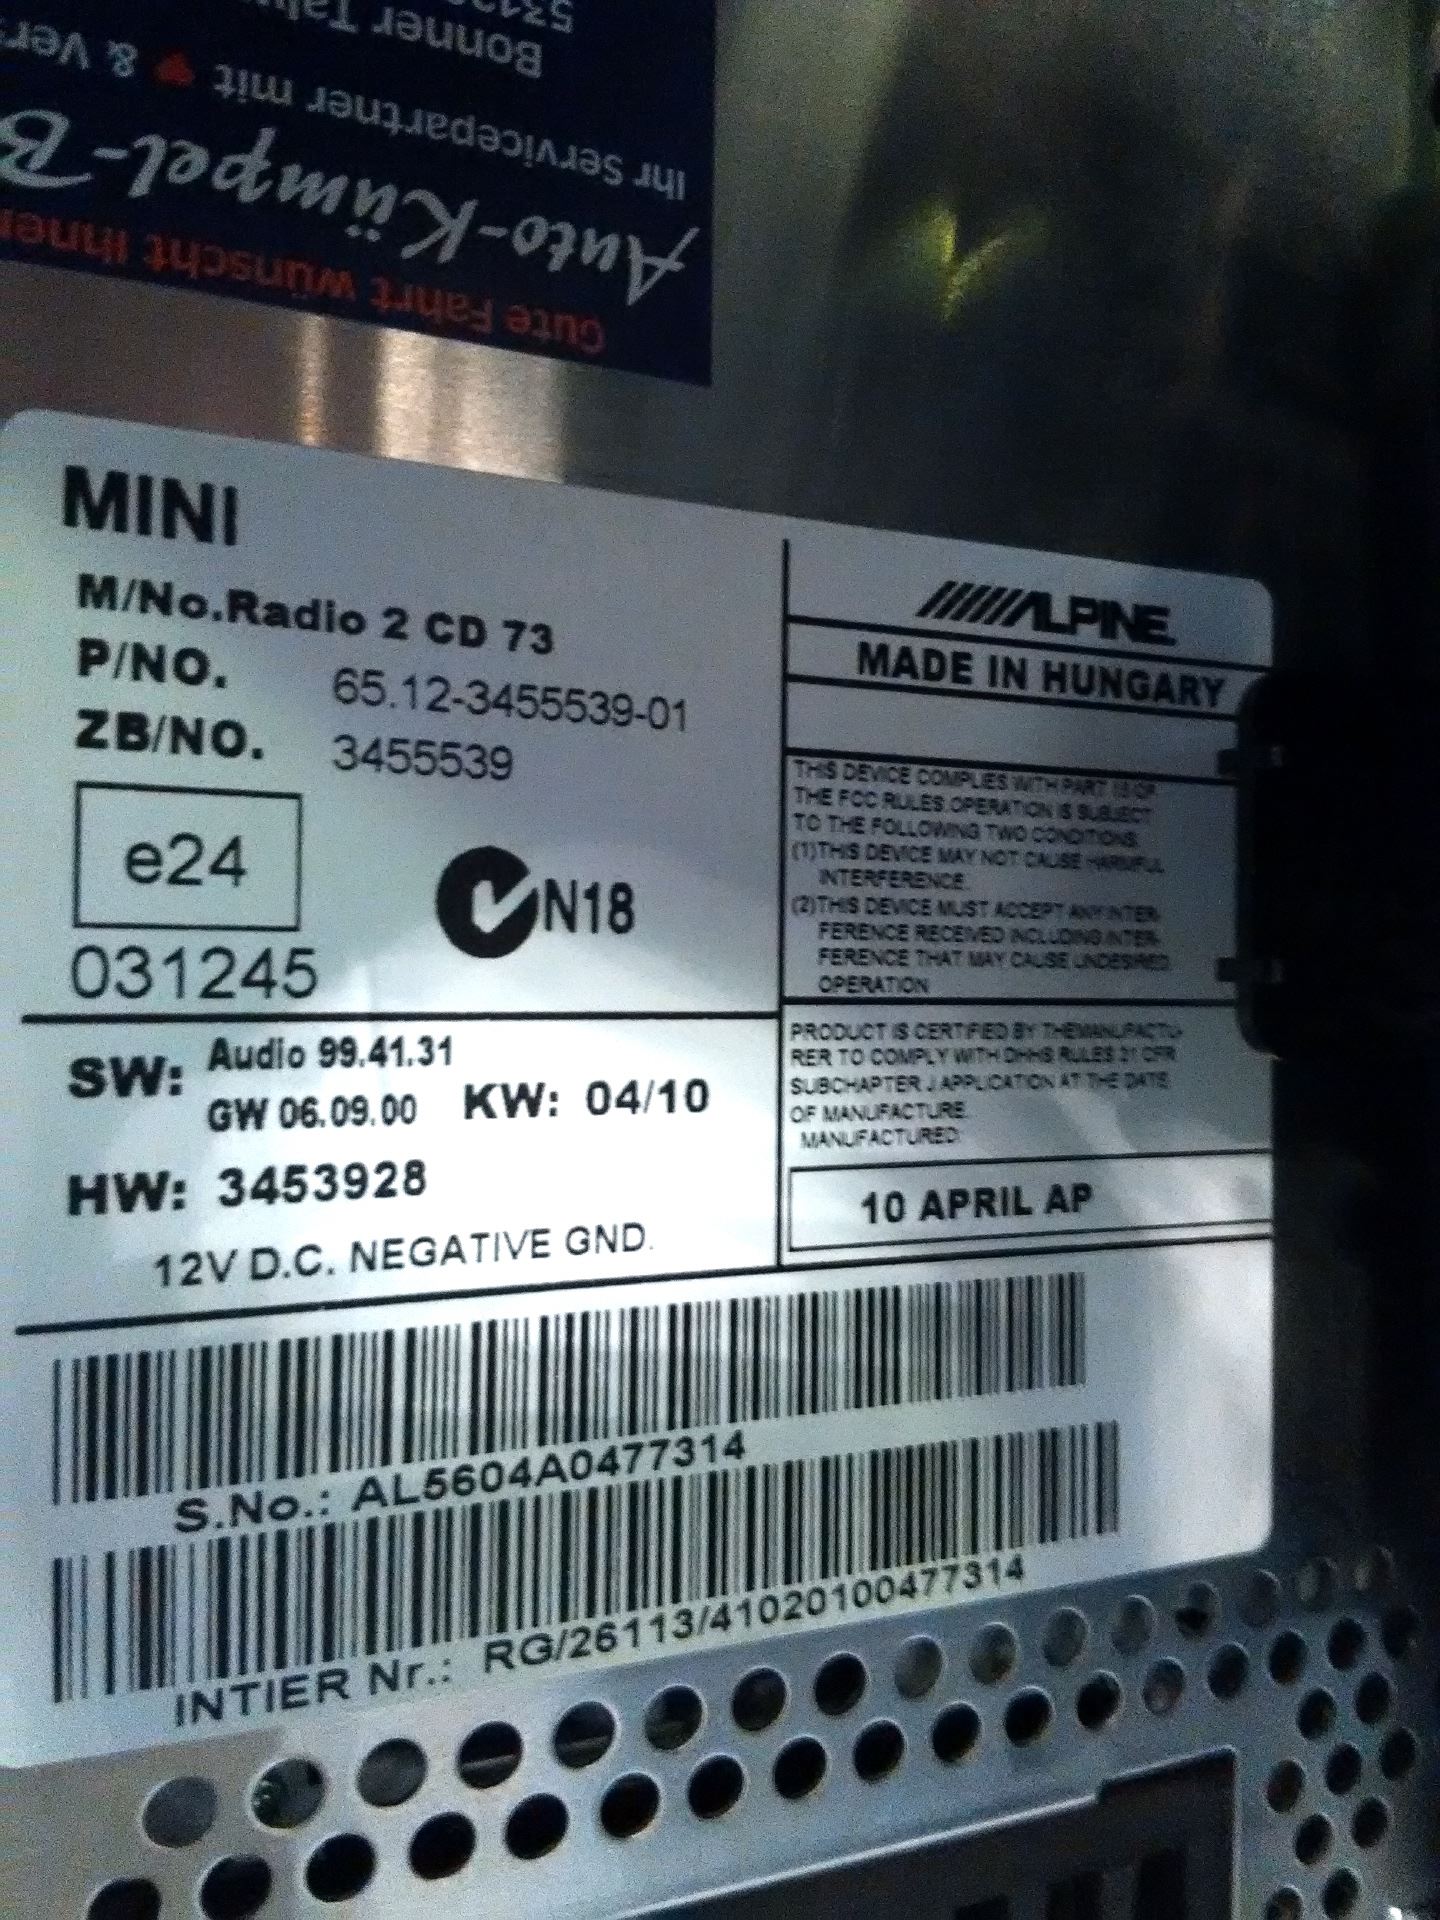 5312
Bonner Tal
Ihr Servicepartner mit ♥ & Ver
Auto-Kümpel-B
Gute Fahrt wünscht Ihnen
MINI
M/No.Radio 2 CD 73
P/NO. 65.12-3455539-01
ZB/NO. 3455539
e24
031245
N18
SW: Audio 99.41.31
GW 06.09.00 KW: 04/10
HW: 3453928
12V D.C. NEGATIVE GND.
ALPINE
MADE IN HUNGARY
THIS DEVICE COMPLIES WITH PART 15 OF
THE FCC RULES.OPERATION IS SUBJECT
TO THE FOLLOWING TWO CONDITIONS.
(1)THIS DEVICE MAY NOT CAUSE HARMFUL
INTERFERENCE.
(2)THIS DEVICE MUST ACCEPT ANY INTER-
FERENCE RECEIVED INCLUDING INTER-
FERENCE THAT MAY CAUSE UNDESIRED
OPERATION
PRODUCT IS CERTIFIED BY THEMANUFACTU-
RER TO COMPLY WITH DHHS RULES 21 CFR
SUBCHAPTER J APPLICATION AT THE DATE
OF MANUFACTURE.
MANUFACTURED:
10 APRIL AP
S.No.: AL5604A0477314
INTIER Nr.: RG/26113/41020100477314